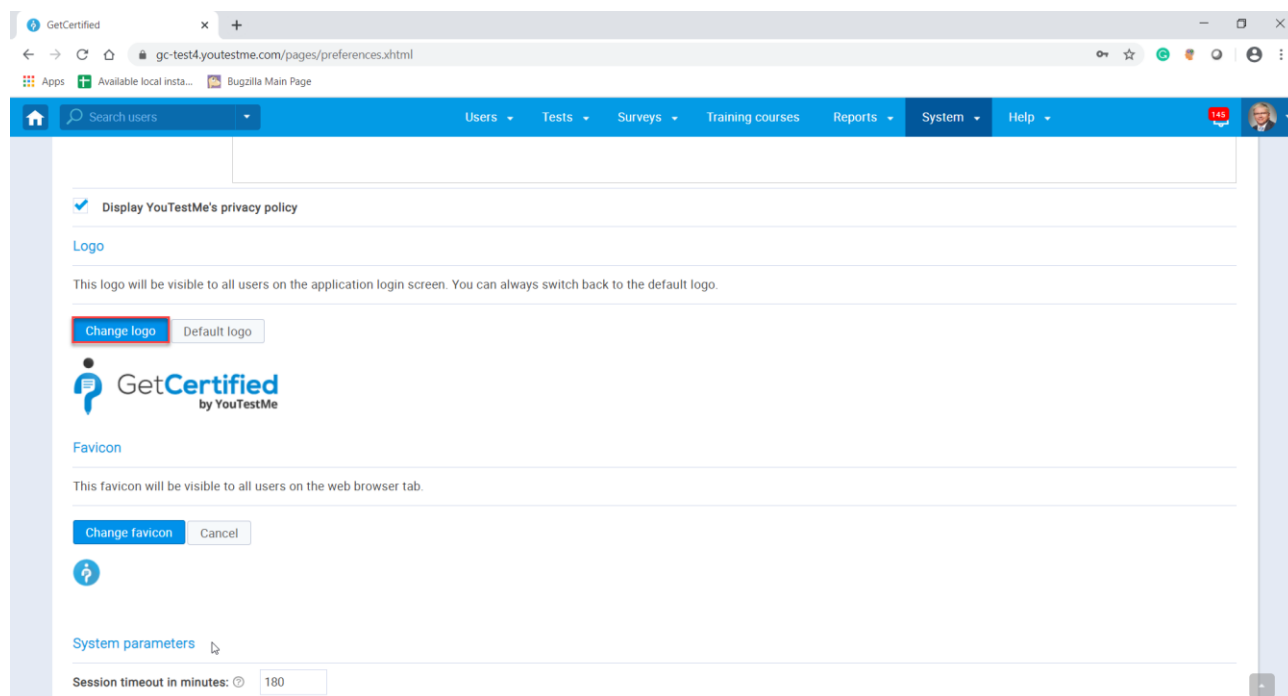 GetCertified
gc-test4.youtestme.com/pages/preferences.xhtml
Apps Available local insta... Bugzilla Main Page
Search users Users Tests Surveys Training courses Reports System Help 145
Display YouTestMe's privacy policy
Logo
This logo will be visible to all users on the application login screen. You can always switch back to the default logo.
Change logo Default logo
GetCertified
by YouTestMe
Favicon
This favicon will be visible to all users on the web browser tab.
Change favicon Cancel
System parameters
Session timeout in minutes: 180